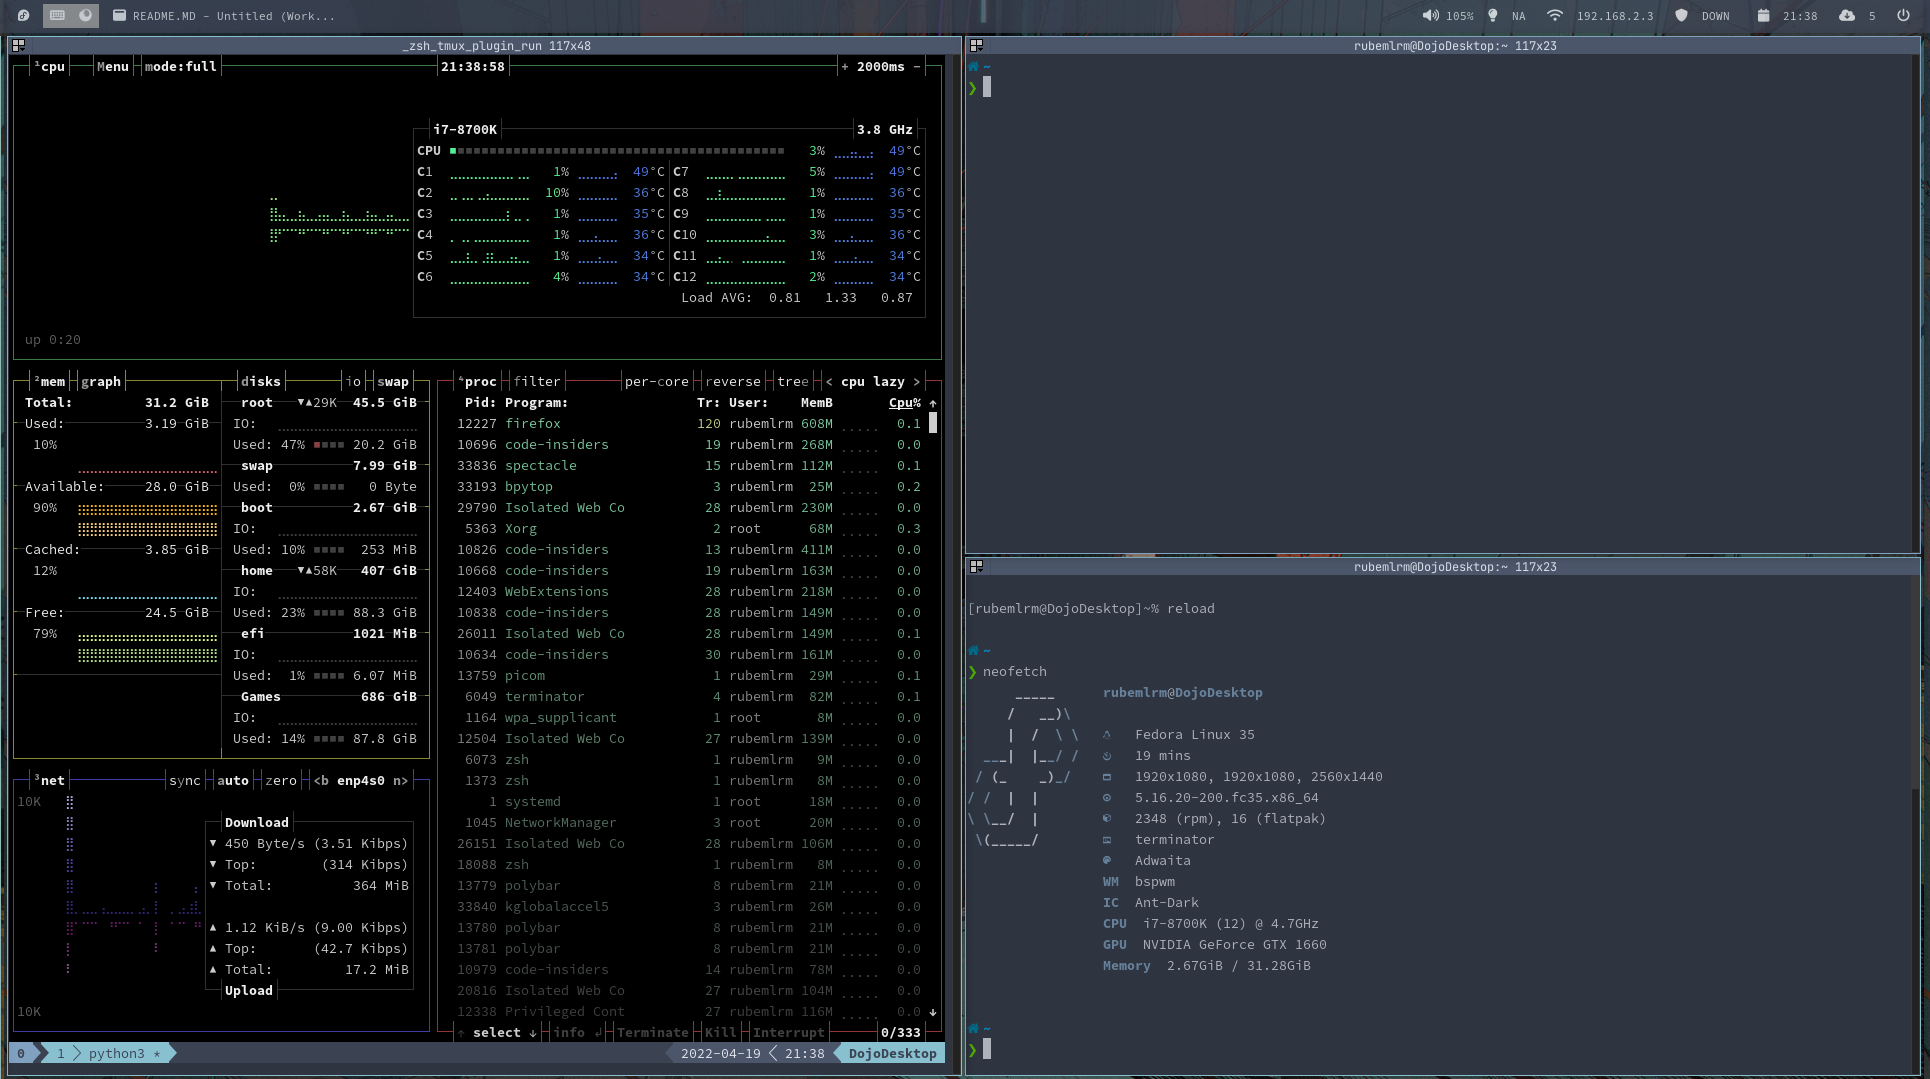 README.MD - Untitled (Work...
105%
NA
192.168.2.3
DOWN
21:38
5
_zsh_tmux_plugin_run 117x48
¹cpu Menu mode:full 21:38:58 + 2000ms -
i7-8700K 3.8 GHz
CPU 3% 49°C
C1 1% 49°C C7 5% 49°C
C2 10% 36°C C8 1% 36°C
C3 1% 35°C C9 1% 35°C
C4 1% 36°C C10 3% 36°C
C5 1% 34°C C11 1% 34°C
C6 4% 34°C C12 2% 34°C
Load AVG: 0.81 1.33 0.87
up 0:20
²mem graph
Total: 31.2 GiB
Used: 3.19 GiB
10%
Available: 28.0 GiB
90%
Cached: 3.85 GiB
12%
Free: 24.5 GiB
79%
disks io swap
root ▼▲29K 45.5 GiB
IO:
Used: 47% 20.2 GiB
swap 7.99 GiB
Used: 0% 0 Byte
boot 2.67 GiB
IO:
Used: 10% 253 MiB
home ▼▲58K 407 GiB
IO:
Used: 23% 88.3 GiB
efi 1021 MiB
IO:
Used: 1% 6.07 MiB
Games 686 GiB
IO:
Used: 14% 87.8 GiB
³net sync auto zero <b enp4s0 n>
10K
Download
▼ 450 Byte/s (3.51 Kibps)
▼ Top: (314 Kibps)
▼ Total: 364 MiB
▲ 1.12 KiB/s (9.00 Kibps)
▲ Top: (42.7 Kibps)
▲ Total: 17.2 MiB
Upload
10K
⁴proc filter per-core reverse tree < cpu lazy >
Pid: Program: Tr: User: MemB Cpu% ↑
12227 firefox 120 rubemlrm 608M 0.1
10696 code-insiders 19 rubemlrm 268M 0.0
33836 spectacle 15 rubemlrm 112M 0.1
33193 bpytop 3 rubemlrm 25M 0.2
29790 Isolated Web Co 28 rubemlrm 230M 0.0
5363 Xorg 2 root 68M 0.3
10826 code-insiders 13 rubemlrm 411M 0.0
10668 code-insiders 19 rubemlrm 163M 0.0
12403 WebExtensions 28 rubemlrm 218M 0.0
10838 code-insiders 28 rubemlrm 149M 0.0
26011 Isolated Web Co 28 rubemlrm 149M 0.1
10634 code-insiders 30 rubemlrm 161M 0.0
13759 picom 1 rubemlrm 29M 0.1
6049 terminator 4 rubemlrm 82M 0.1
1164 wpa_supplicant 1 root 8M 0.0
12504 Isolated Web Co 27 rubemlrm 139M 0.0
6073 zsh 1 rubemlrm 9M 0.0
1373 zsh 1 rubemlrm 8M 0.0
1 systemd 1 root 18M 0.0
1045 NetworkManager 3 root 20M 0.0
26151 Isolated Web Co 28 rubemlrm 106M 0.0
18088 zsh 1 rubemlrm 8M 0.0
13779 polybar 8 rubemlrm 21M 0.0
33840 kglobalaccel5 3 rubemlrm 26M 0.0
13780 polybar 8 rubemlrm 21M 0.0
13781 polybar 8 rubemlrm 21M 0.0
10979 code-insiders 14 rubemlrm 78M 0.0
20816 Isolated Web Co 27 rubemlrm 104M 0.0
12338 Privileged Cont 27 rubemlrm 116M 0.0 ↓
↑ select ↓ info ↲ Terminate Kill Interrupt 0/333
0 1 python3 * 2022-04-19 21:38 DojoDesktop
rubemlrm@DojoDesktop:~ 117x23
~
❯
rubemlrm@DojoDesktop:~ 117x23
[rubemlrm@DojoDesktop]~% reload
~
❯ neofetch
rubemlrm@DojoDesktop
Fedora Linux 35
19 mins
1920x1080, 1920x1080, 2560x1440
5.16.20-200.fc35.x86_64
2348 (rpm), 16 (flatpak)
terminator
Adwaita
WM bspwm
IC Ant-Dark
CPU i7-8700K (12) @ 4.7GHz
GPU NVIDIA GeForce GTX 1660
Memory 2.67GiB / 31.28GiB
~
❯